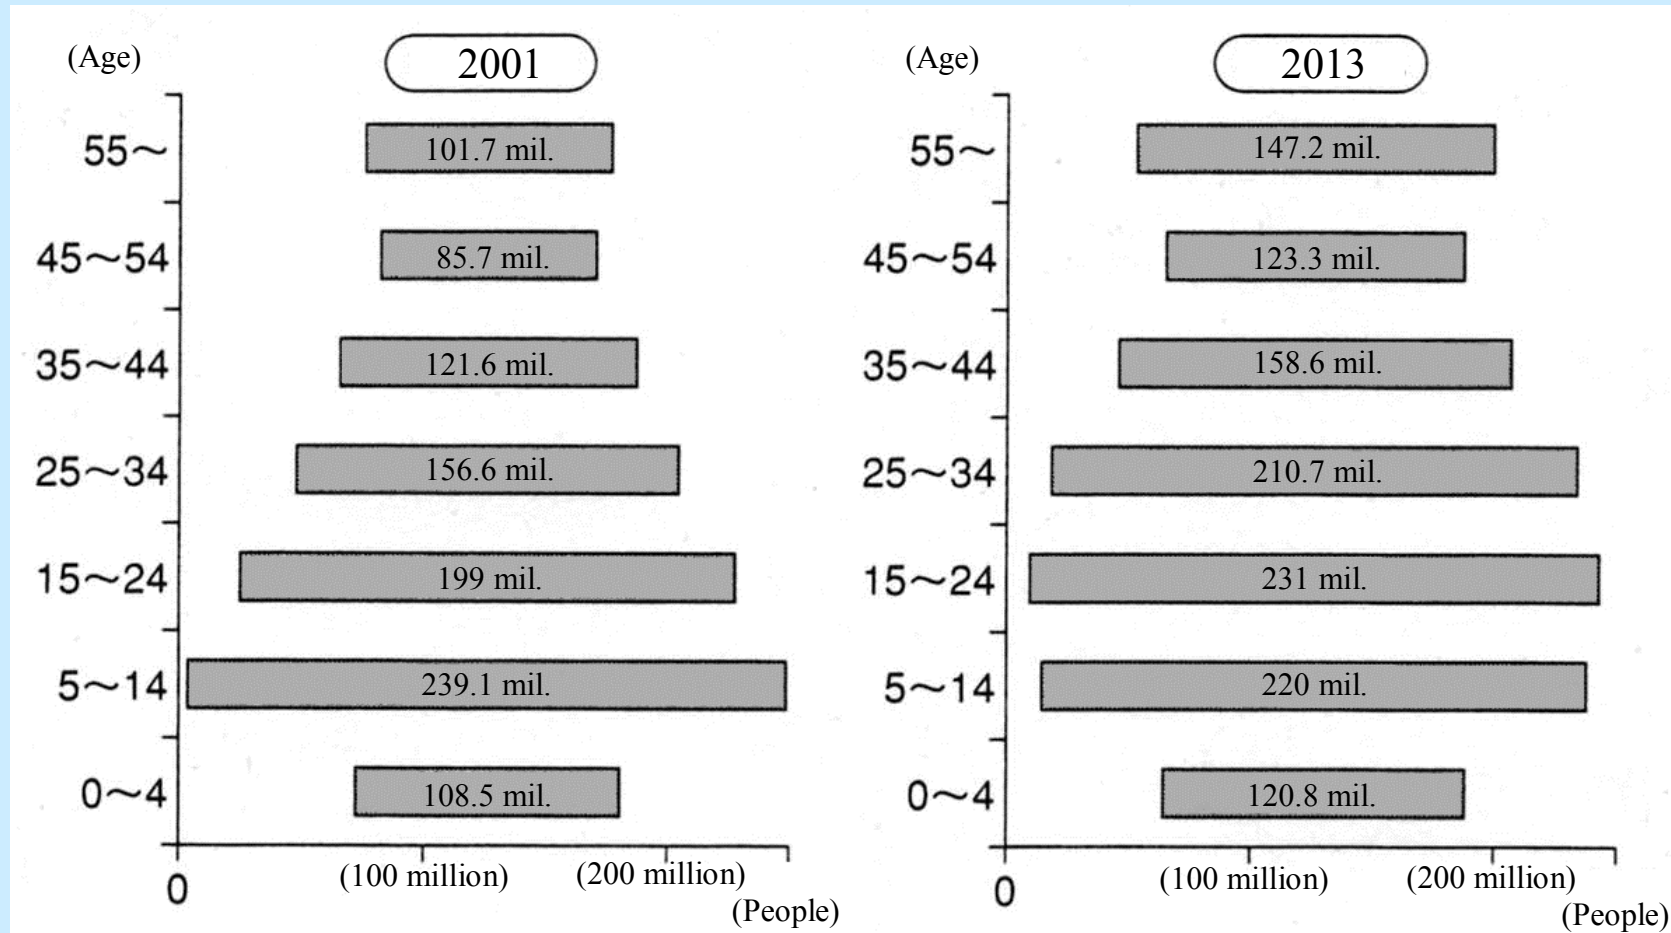 (Age)
2001
55～
101.7 mil.
45～54
85.7 mil.
35～44
121.6 mil.
25～34
156.6 mil.
15～24
199 mil.
5～14
239.1 mil.
0～4
108.5 mil.
0
(100 million)
(200 million)
(People)
(Age)
2013
55～
147.2 mil.
45～54
123.3 mil.
35～44
158.6 mil.
25～34
210.7 mil.
15～24
231 mil.
5～14
220 mil.
0～4
120.8 mil.
0
(100 million)
(200 million)
(People)